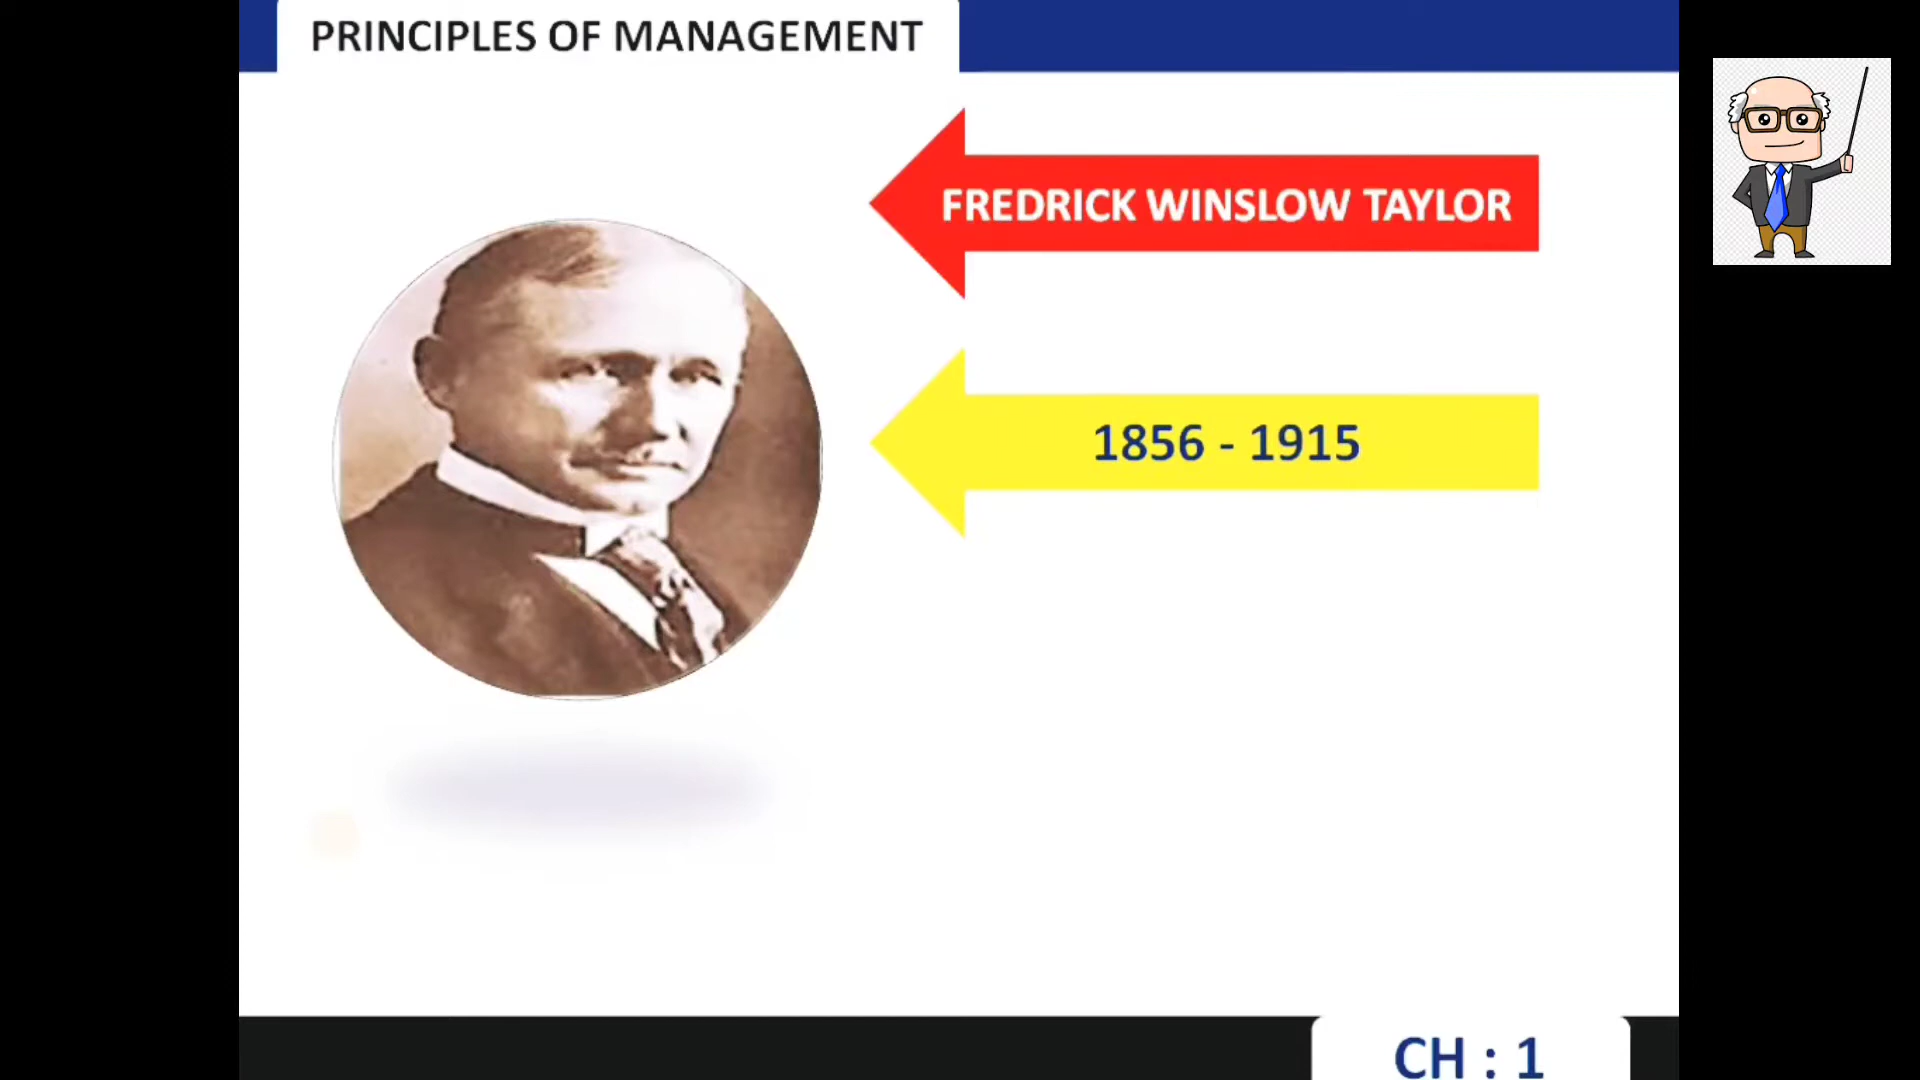 PRINCIPLES OF MANAGEMENT
FREDRICK WINSLOW TAYLOR
1856 - 1915
CH : 1